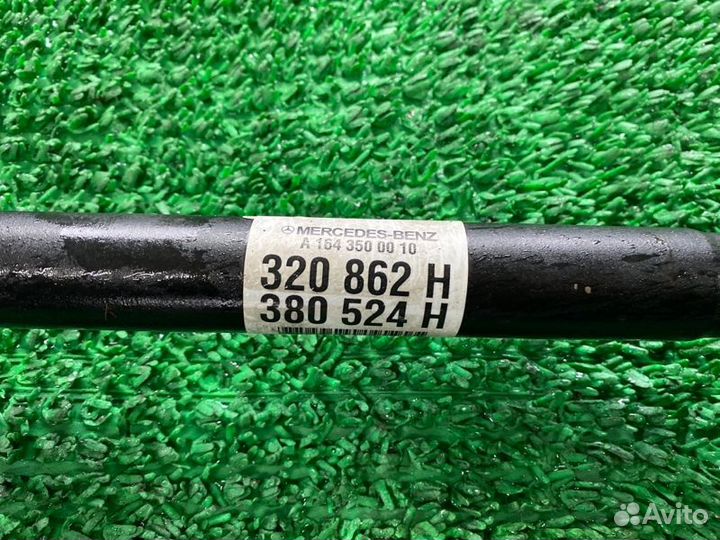 MERCEDES-BENZ
A 164 350 00 10
320 862 H
380 524 H
Avito